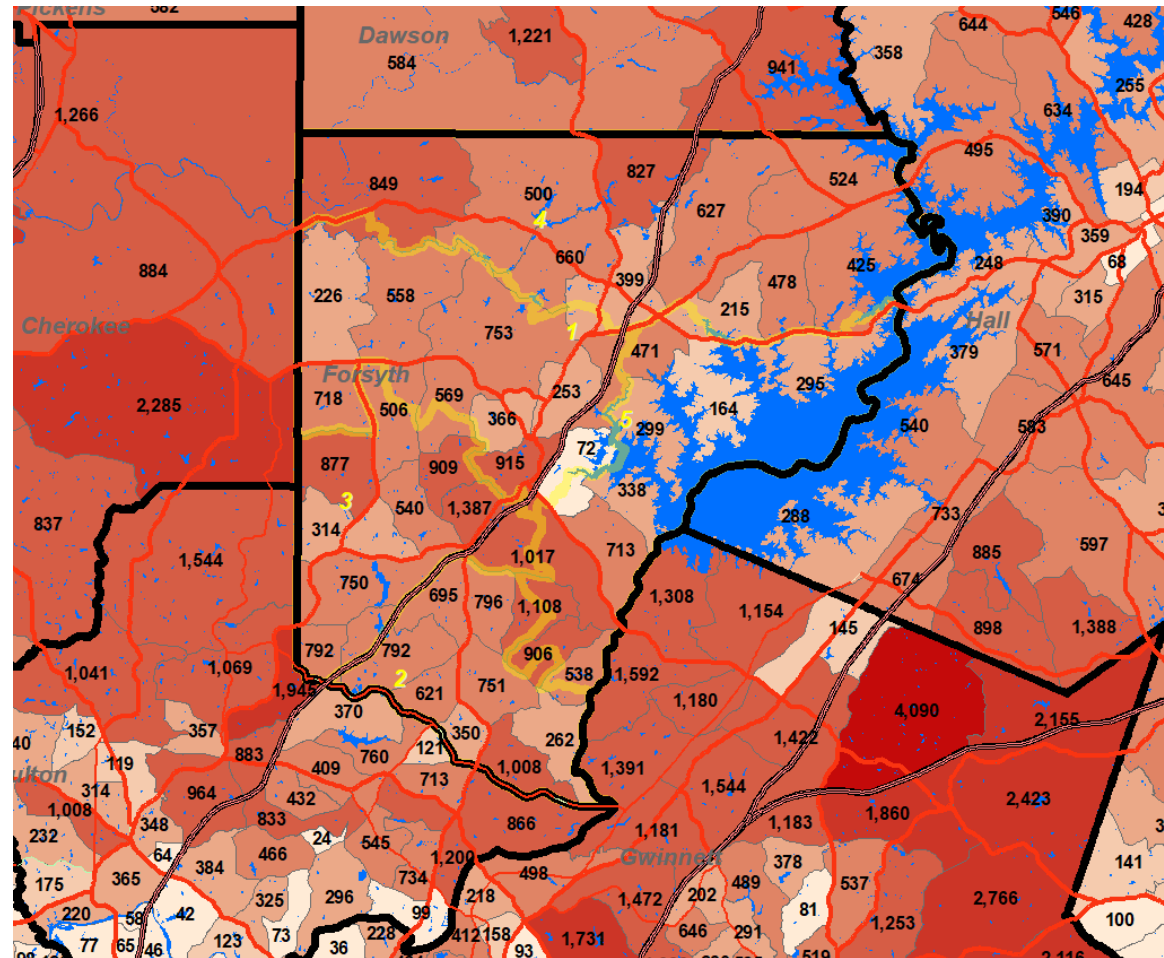 Pickens 582 644 546 428
Dawson 584 1,221 358
941 265
1,266 634
495
849 500 827 524 194
627 390
4 359
884 660 425 248 68
399 478
226 558 215 315
Cherokee 753 1 Hall
471 379 571
Forsyth 253 295 645
2,285 718 506 569 366 164
5 299 540 583
72
877 909 915
338
3 540 1,387 288 733
837 314
1,544 1,017 713 885 597
750 695 674
796 1,108 1,308 1,154
145 898 1,388
792 792 906
1,041 1,069 538 1,592
2 751
1,945 621 1,180
370 4,090 2,155
152 357 350
40 121 262 1,422
119 883 760
ulton 409 713 1,008 1,391
314 964 432 1,544 2,423
1,008 833 866 1,860
232 348 24 545 1,181 1,183
64 384 466 1,200 Gwinnett 378 141
175 365 734 498 489 537
325 296 218 1,472 202 2,766
220 58 42 99 81 1,253 100
77 65 46 123 73 36 228 412 158 93 1,731 646 291
519 2,116